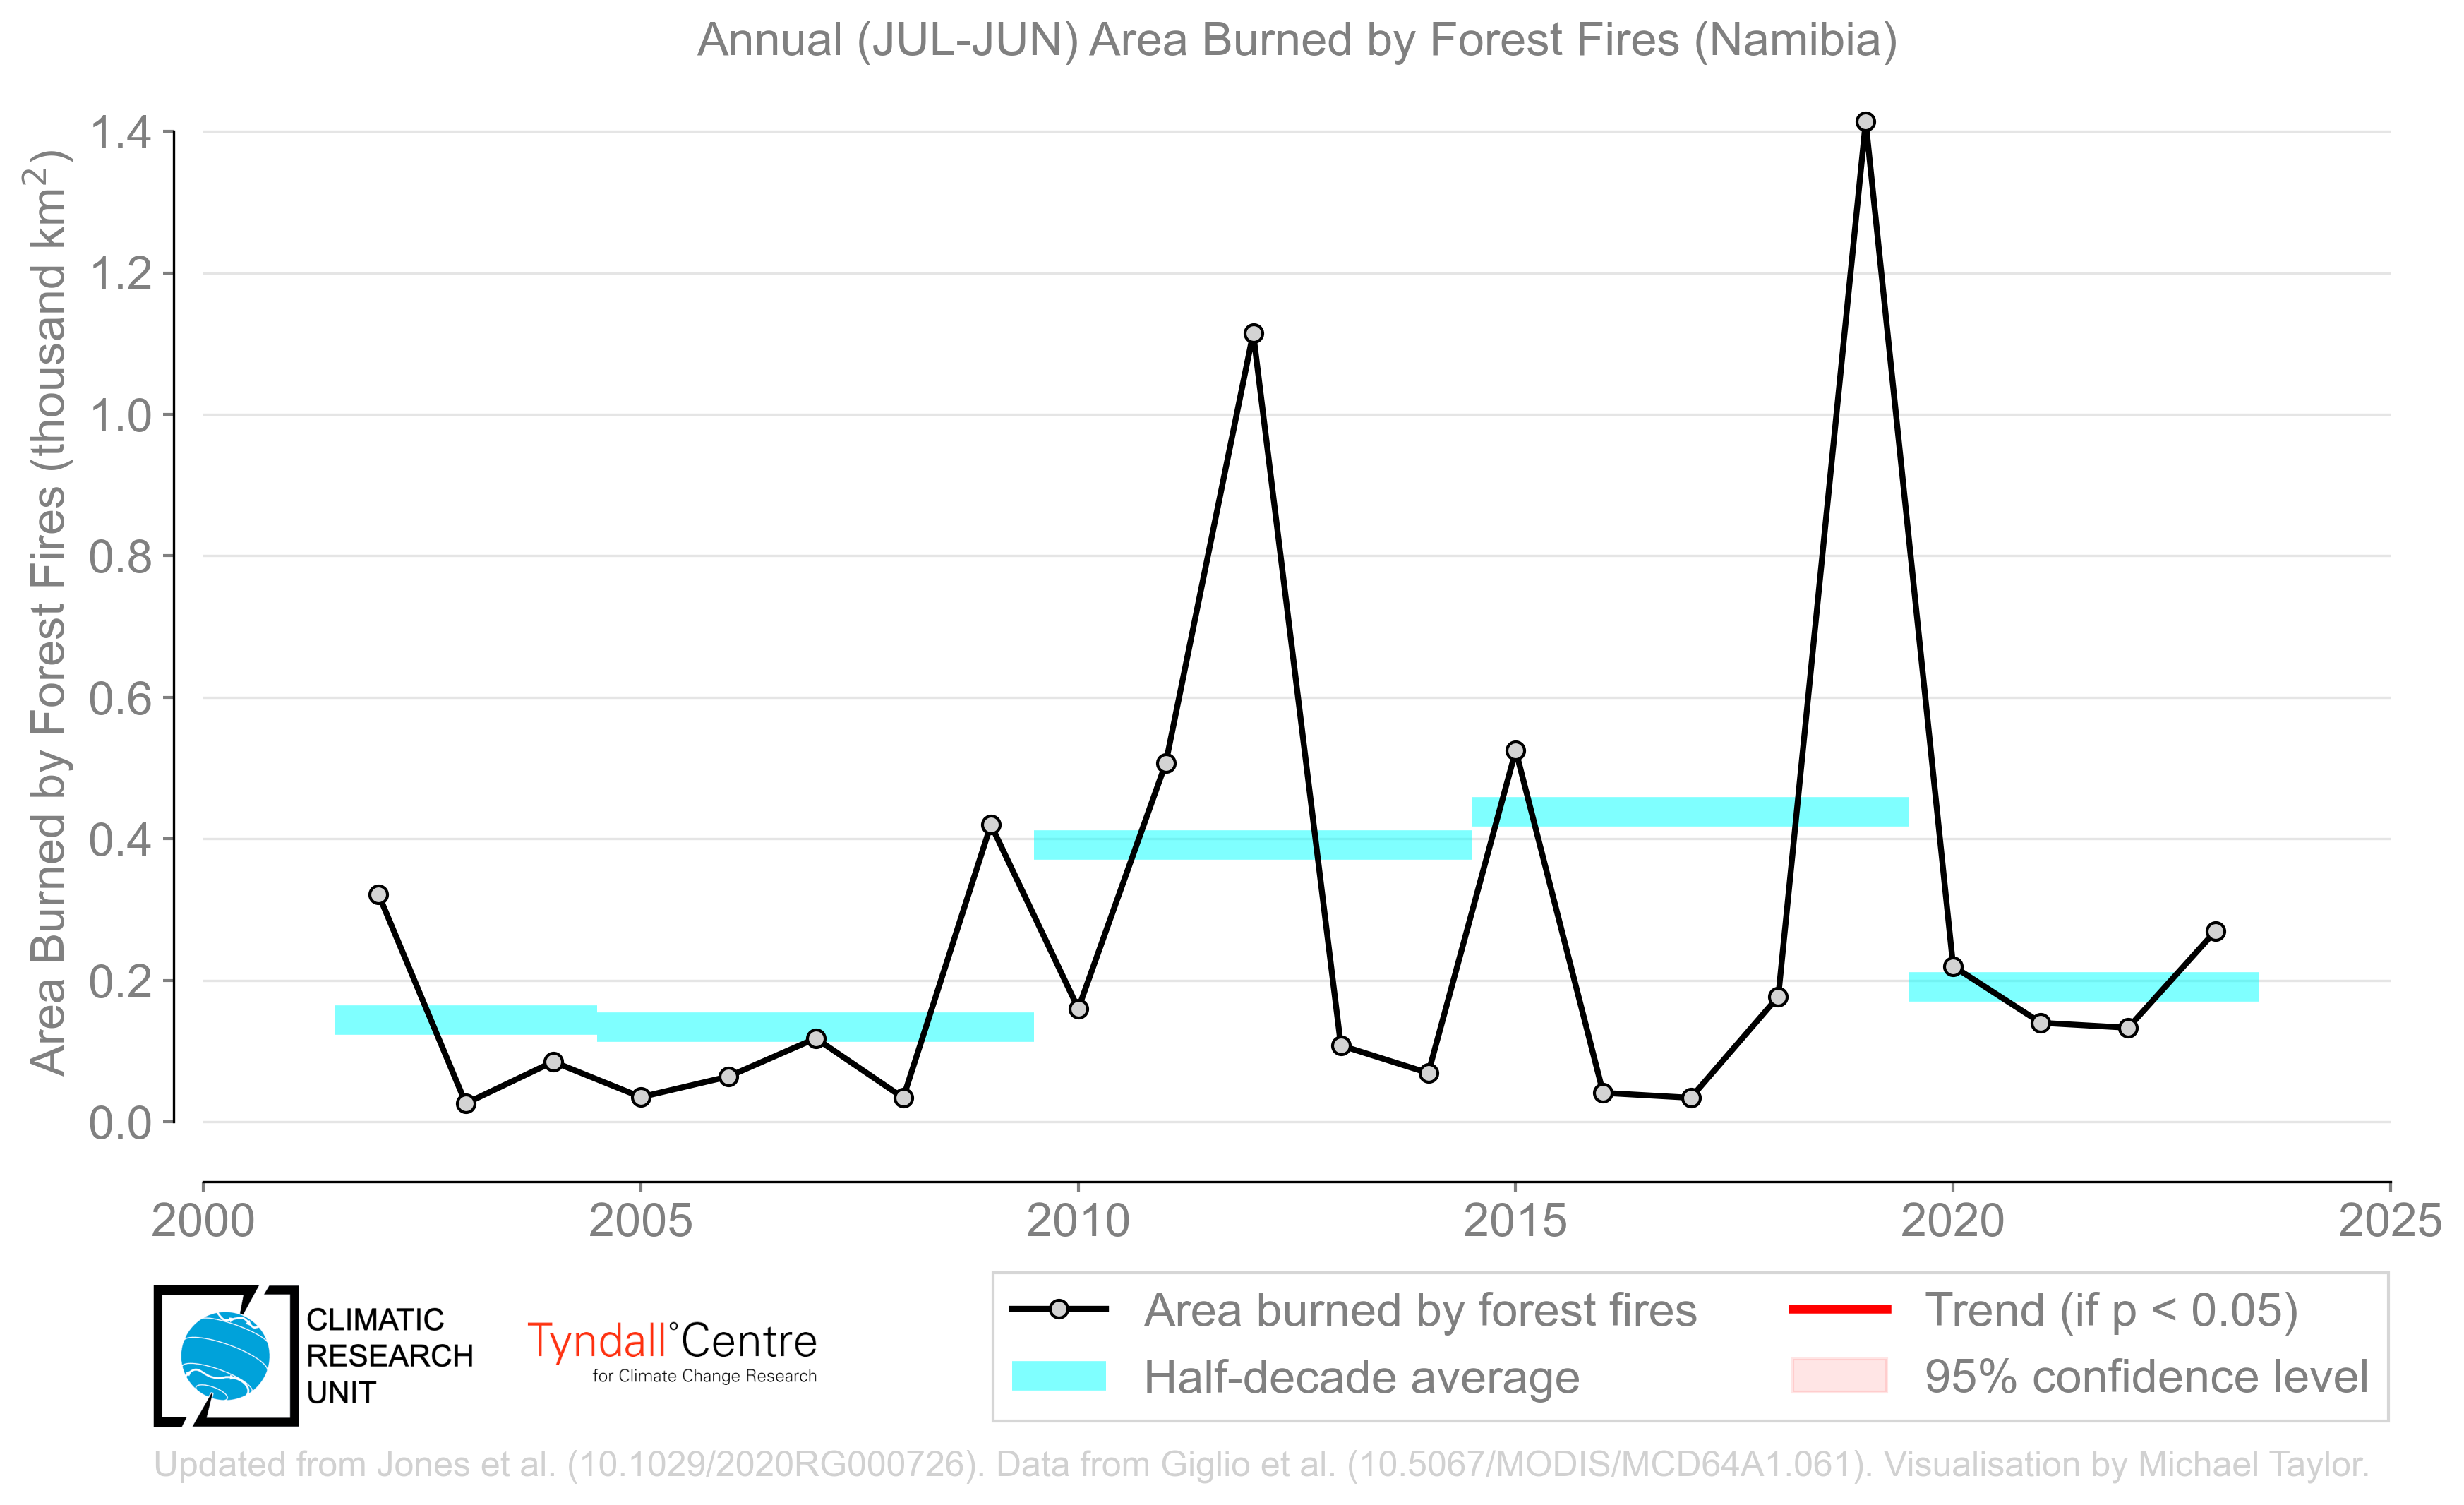 Annual (JUL-JUN) Area Burned by Forest Fires (Namibia)
Area Burned by Forest Fires (thousand km²)
1.4
1.2
1.0
0.8
0.6
0.4
0.2
0.0
2000 2005 2010 2015 2020 2025
Area burned by forest fires
Trend (if p < 0.05)
Half-decade average
95% confidence level
CLIMATIC
RESEARCH
UNIT
Tyndall°Centre
for Climate Change Research
Updated from Jones et al. (10.1029/2020RG000726). Data from Giglio et al. (10.5067/MODIS/MCD64A1.061). Visualisation by Michael Taylor.